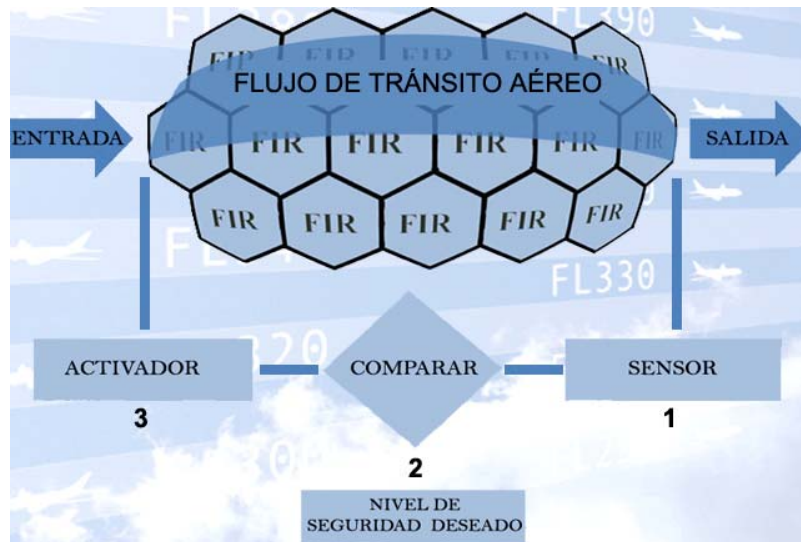 FL390
FIR FIR FIR FIR FIR
FLUJO DE TRÁNSITO AÉREO
ENTRADA
FIR FIR FIR FIR FIR FIR
SALIDA
FIR FIR FIR FIR FIR
FL330
ACTIVADOR
COMPARAR
SENSOR
3
1
2
NIVEL DE
SEGURIDAD DESEADO